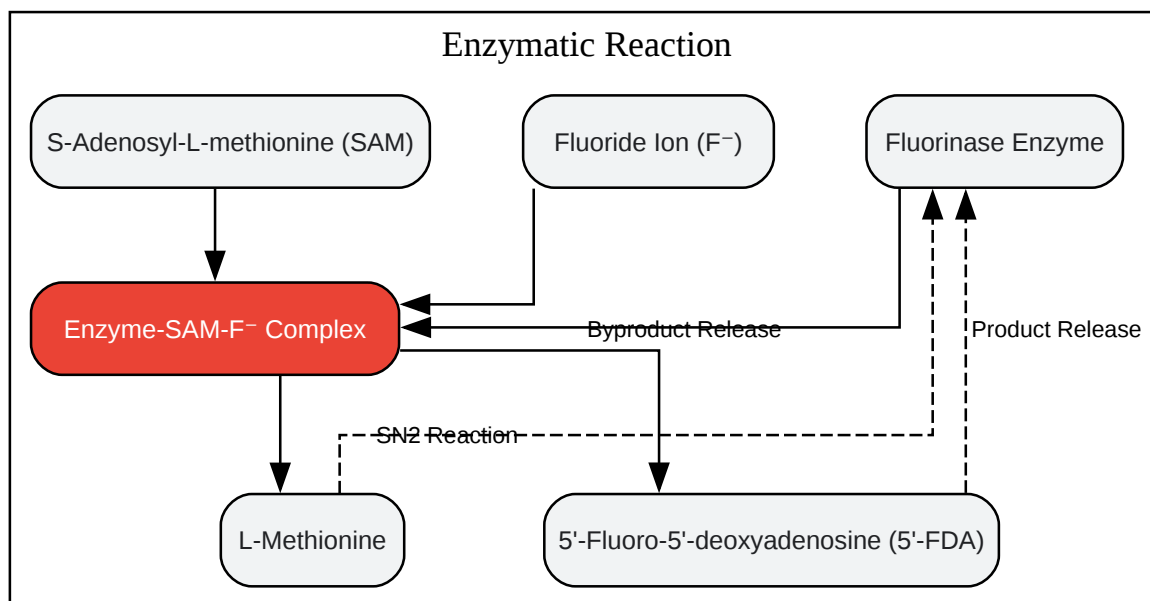 Enzymatic Reaction
S-Adenosyl-L-methionine (SAM)
Fluoride Ion (F⁻)
Fluorinase Enzyme
Enzyme-SAM-F⁻ Complex
Byproduct Release
Product Release
SN2 Reaction
L-Methionine
5'-Fluoro-5'-deoxyadenosine (5'-FDA)